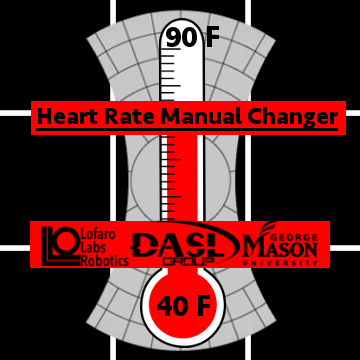 90 F
Heart Rate Manual Changer
Lofaro
Labs
Robotics
DASL
GROUP
GEORGE
MASON
UNIVERSITY
40 F